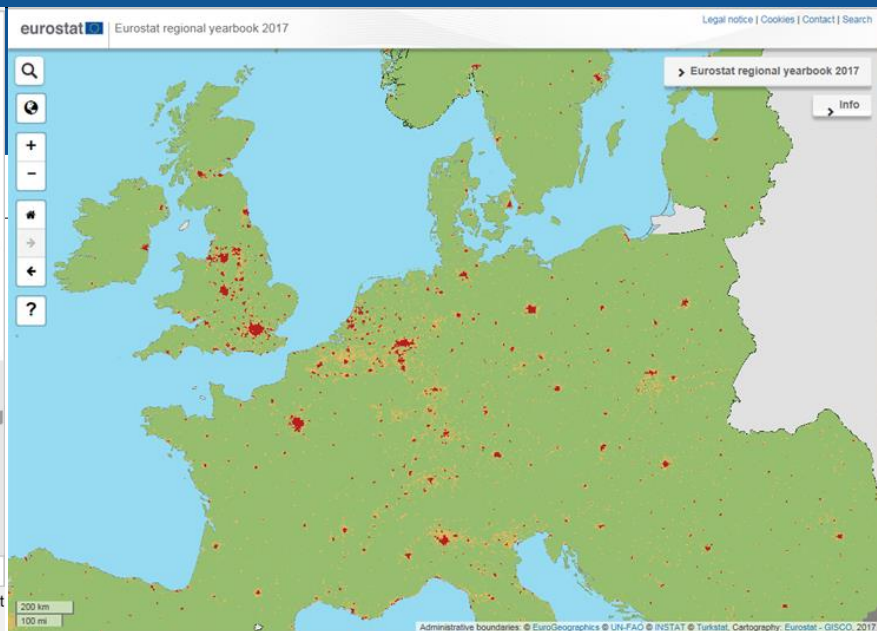 eurostat Eurostat regional yearbook 2017
Legal notice | Cookies | Contact | Search
Eurostat regional yearbook 2017
Info
+
−
?
t
200 km
100 mi
Administrative boundaries: © EuroGeographics © UN-FAO © INSTAT © Turkstat, Cartography: Eurostat - GISCO, 2017